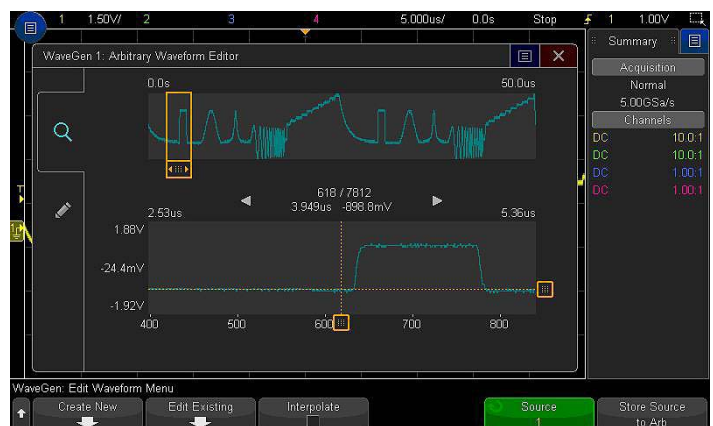 1 1.50V/ 2 3 4 5.000us/ 0.0s Stop 1 1.00V
Summary
WaveGen 1: Arbitrary Waveform Editor
Acquisition
Normal
5.00GSa/s
Channels
DC 10.0:1
DC 10.0:1
DC 1.00:1
DC 1.00:1
0.0s 50.0us
618 / 7812
3.949us -898.8mV
2.53us 5.36us
1.88V
-24.4mV
-1.92V
400 500 600 700 800
T
WaveGen: Edit Waveform Menu
Create New Edit Existing Interpolate Source Store Source
1 to Arb